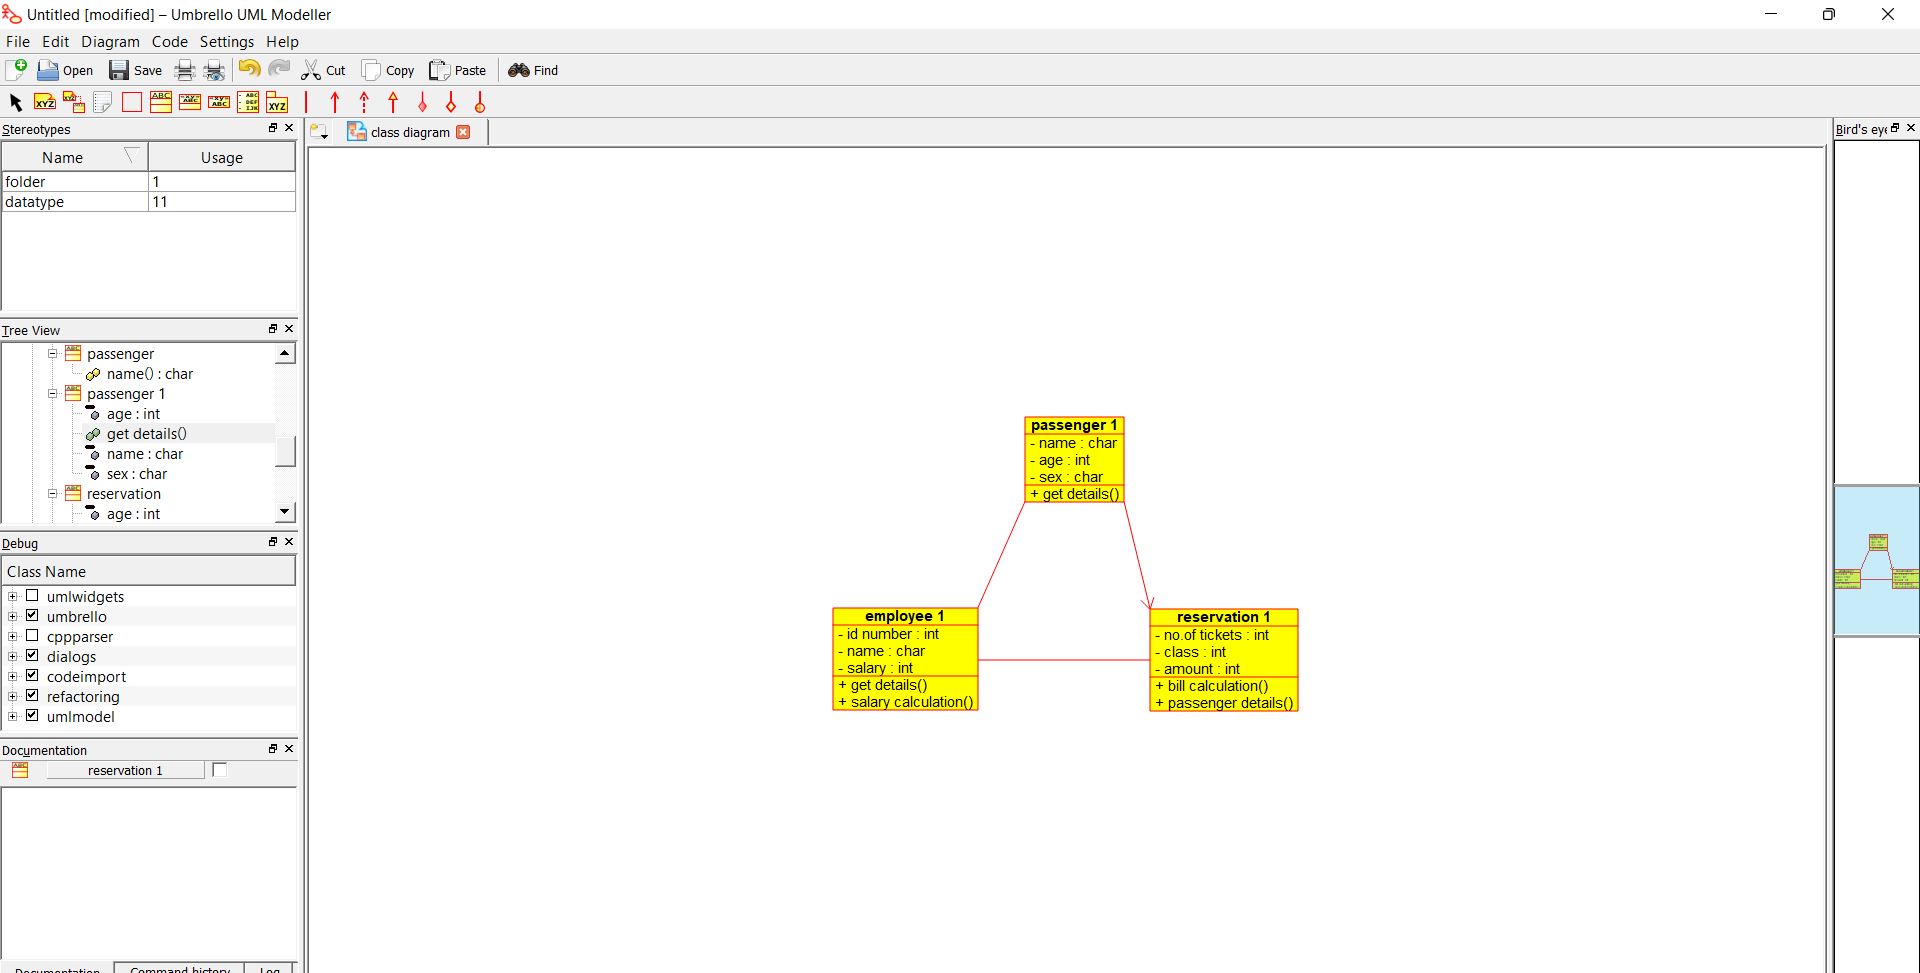 Untitled [modified] – Umbrello UML Modeller
File Edit Diagram Code Settings Help
Open Save Cut Copy Paste Find
Stereotypes
Name Usage
folder 1
datatype 11
Tree View
passenger
name() : char
passenger 1
age : int
get details()
name : char
sex : char
reservation
age : int
Debug
Class Name
umlwidgets
umbrello
cppparser
dialogs
codeimport
refactoring
umlmodel
Documentation
reservation 1
Documentation Command history Log
class diagram
passenger 1
- name : char
- age : int
- sex : char
+ get details()
employee 1
- id number : int
- name : char
- salary : int
+ get details()
+ salary calculation()
reservation 1
- no.of tickets : int
- class : int
- amount : int
+ bill calculation()
+ passenger details()
Bird's eye